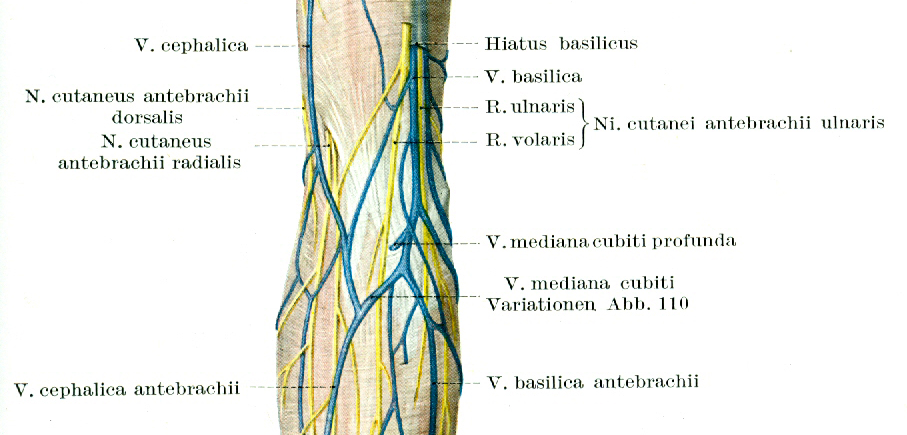 V. cephalica
N. cutaneus antebrachii
dorsalis
N. cutaneus
antebrachii radialis
V. cephalica antebrachii
Hiatus basilicus
V. basilica
R. ulnaris
R. volaris
Ni. cutanei antebrachii ulnaris
V. mediana cubiti profunda
V. mediana cubiti
Variationen Abb. 110
V. basilica antebrachii